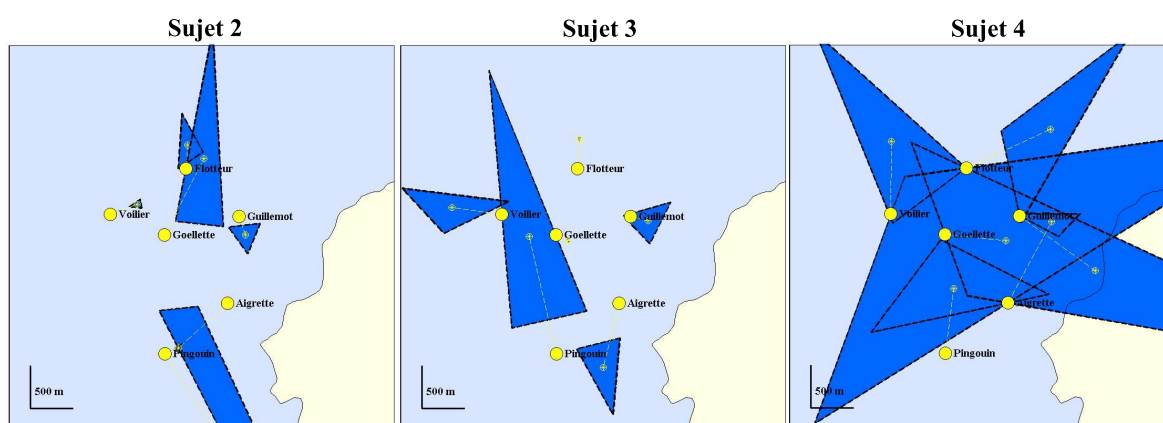 Sujet 2
Sujet 3
Sujet 4
Flotteur
Voilier
Guillemot
Goellette
Aigrette
Pingouin
500 m
Flotteur
Voilier
Guillemot
Goellette
Aigrette
Pingouin
500 m
Flotteur
Voilier
Guillemot
Goellette
Aigrette
Pingouin
500 m